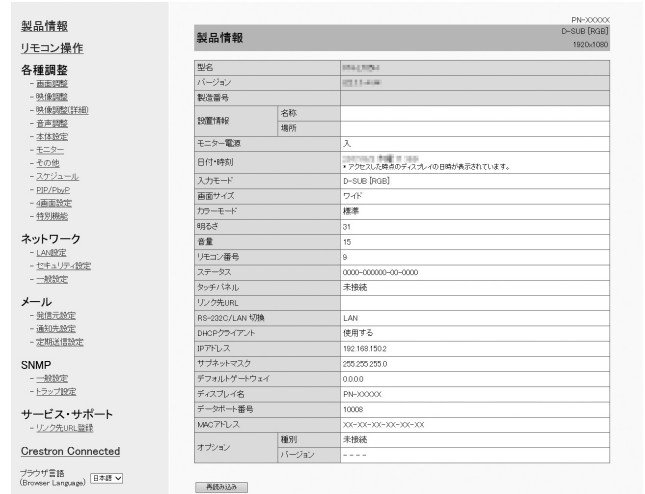 製品情報
リモコン操作
各種調整
- 画面調整
- 映像調整
- 映像調整(詳細)
- 音声調整
- 本体設定
- モニター
- その他
- スケジュール
- PIP/PbyP
- 4画面設定
- 特別機能
ネットワーク
- LAN設定
- セキュリティ設定
- 一般設定
メール
- 発信元設定
- 通知先設定
- 定期送信設定
SNMP
- 一般設定
- トラップ設定
サービス・サポート
- リンク先URL登録
Crestron Connected
ブラウザ言語
(Browser Language) 日本語
PN-XXXXX
製品情報 D-SUB [RGB]
1920x1080
型名
バージョン
製造番号
設置情報 名称
場所
モニター電源 入
日付・時刻
• アクセスした時点のディスプレイの日時が表示されています。
入力モード D-SUB [RGB]
画面サイズ ワイド
カラーモード 標準
明るさ 31
音量 15
リモコン番号 9
ステータス 0000-000000-00-0000
タッチパネル 未接続
リンク先URL
RS-232C/LAN 切換 LAN
DHCPクライアント 使用する
IPアドレス 192.168.150.2
サブネットマスク 255.255.255.0
デフォルトゲートウェイ 0.0.0.0
ディスプレイ名 PN-XXXXX
データポート番号 10008
MACアドレス XX-XX-XX-XX-XX-XX
オプション 種別 未接続
バージョン ----
再読み込み